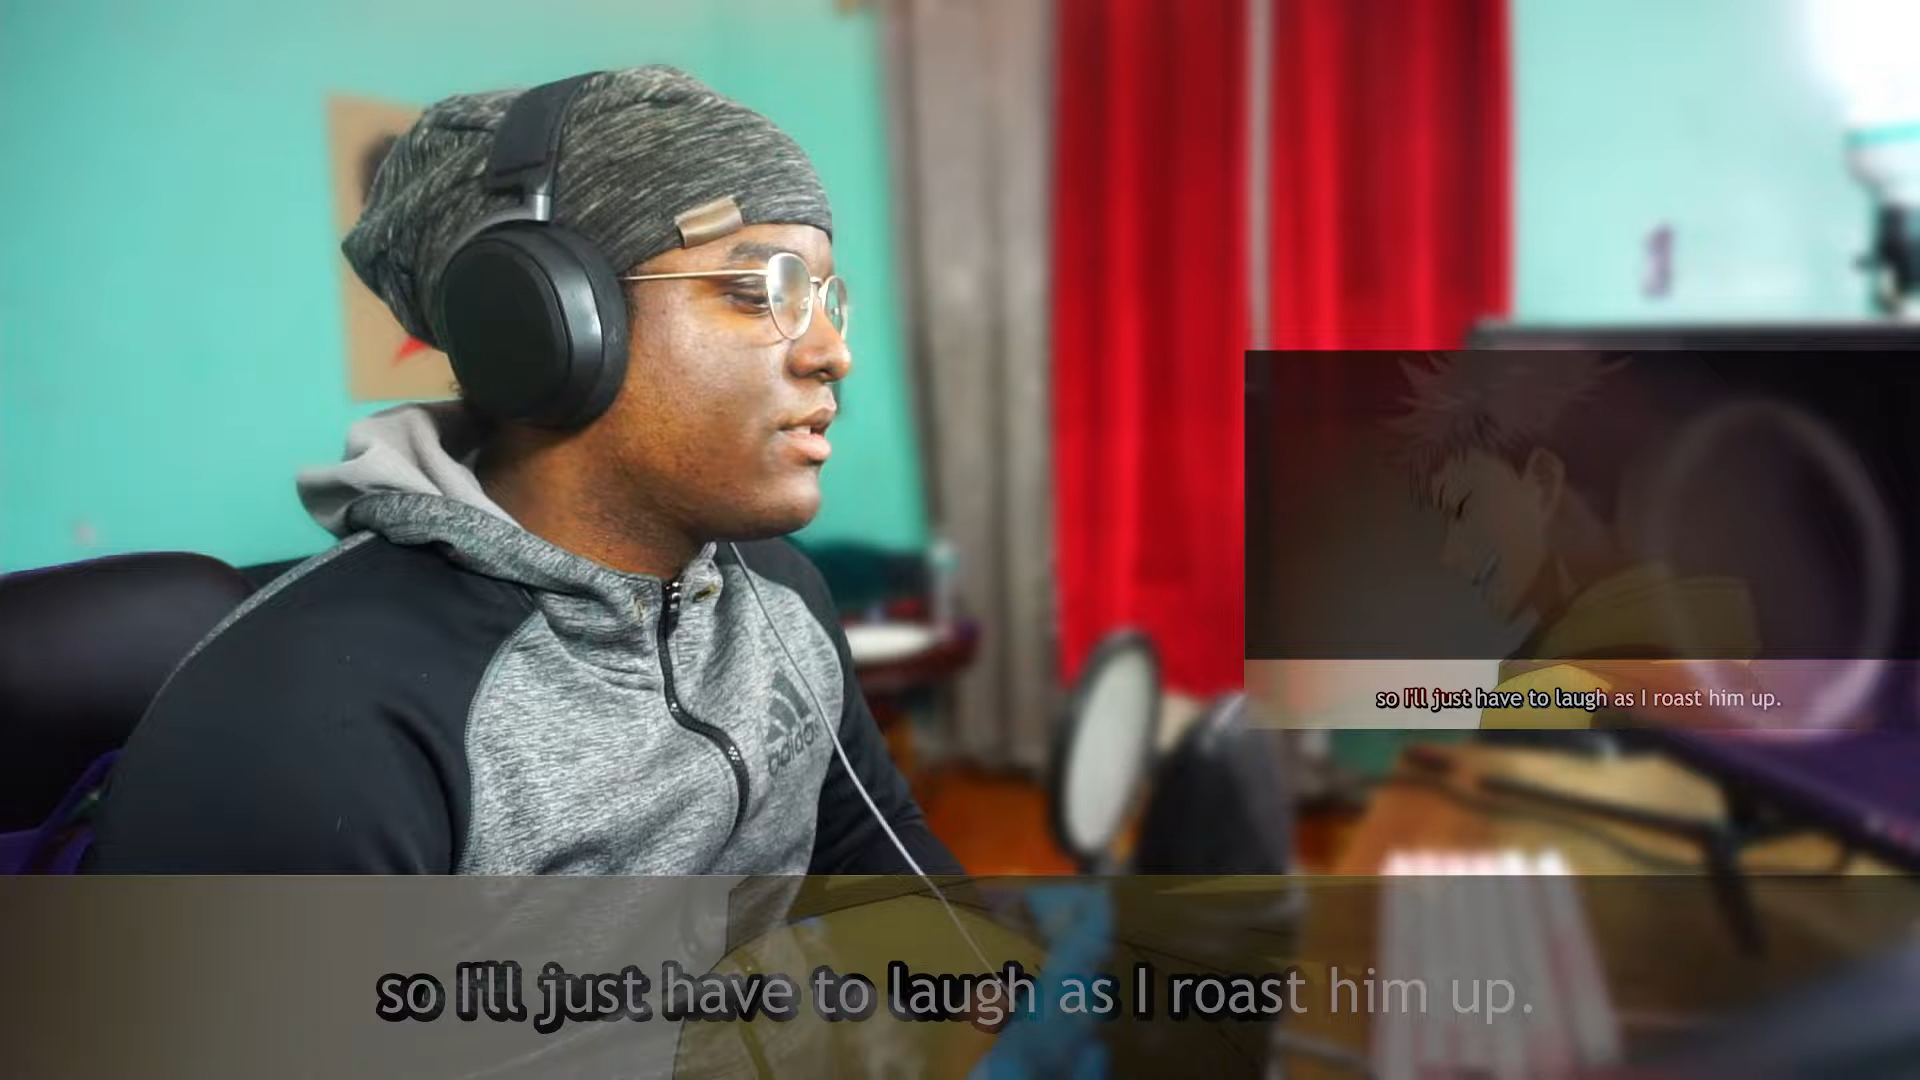 adidas
so I'll just have to laugh as I roast him up.
so I'll just have to laugh as I roast him up.